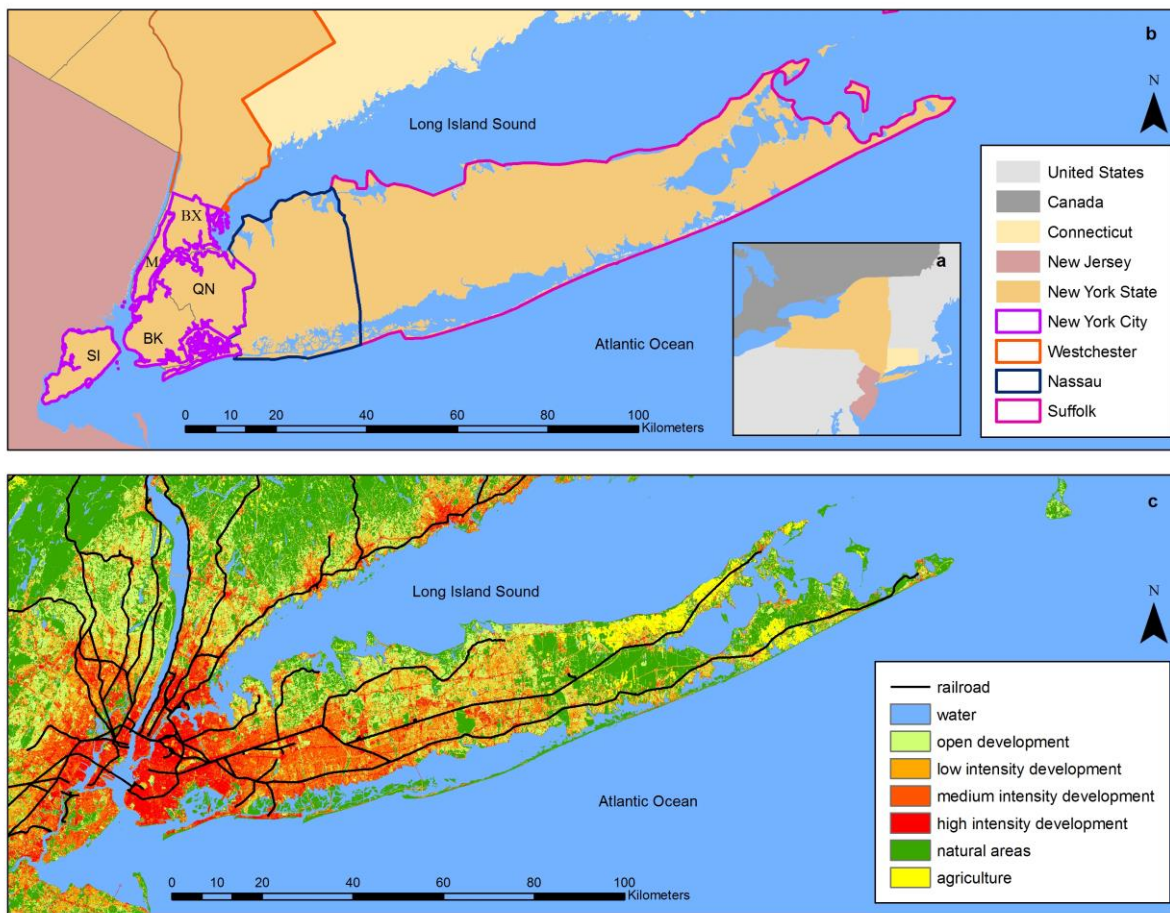 b
Long Island Sound
N
BX
M
QN
BK
SI
Atlantic Ocean
0 10 20 40 60 80 100
Kilometers
a
United States
Canada
Connecticut
New Jersey
New York State
New York City
Westchester
Nassau
Suffolk
c
Long Island Sound
N
Atlantic Ocean
0 10 20 40 60 80 100
Kilometers
railroad
water
open development
low intensity development
medium intensity development
high intensity development
natural areas
agriculture